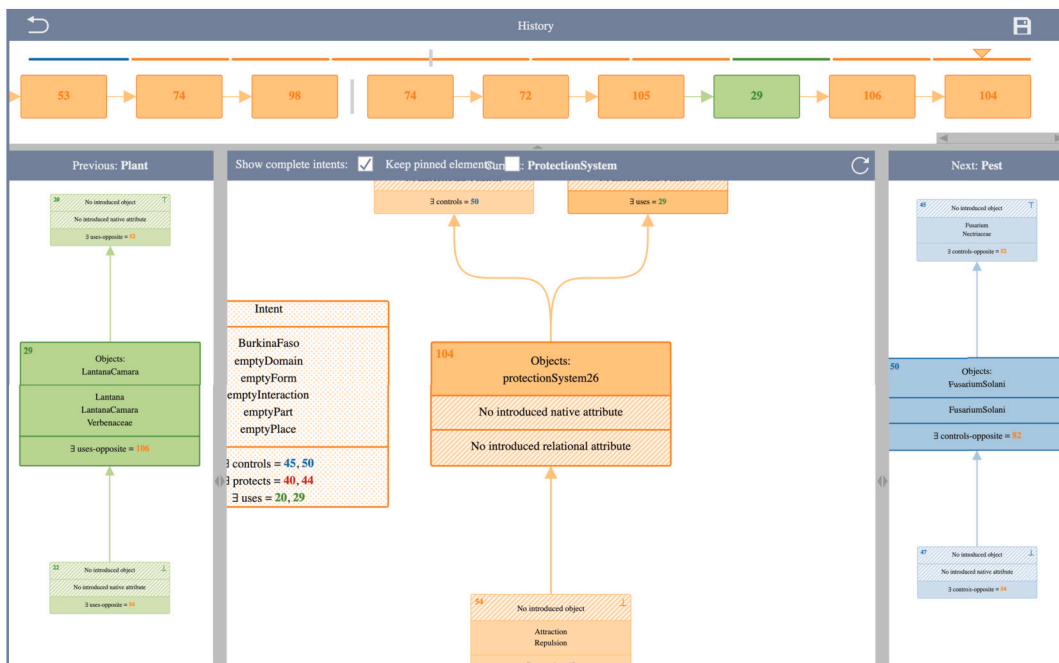 History
53
74
98
74
72
105
29
106
104
Previous: Plant
Show complete intents:
Keep pinned elements
: ProtectionSystem
Next: Pest
20
No introduced object
⊤
No introduced native attribute
∃ uses-opposite =
29
Objects:
LantanaCamara
Lantana
LantanaCamara
Verbenaceae
∃ uses-opposite = 106
22
No introduced object
⊥
No introduced native attribute
∃ uses-opposite =
∃ controls = 50
∃ uses = 29
Intent
BurkinaFaso
emptyDomain
emptyForm
emptyInteraction
emptyPart
emptyPlace
∃ controls = 45, 50
∃ protects = 40, 44
∃ uses = 20, 29
104
Objects:
protectionSystem26
No introduced native attribute
No introduced relational attribute
54
No introduced object
⊥
Attraction
Repulsion
45
No introduced object
⊤
Fusarium
Nectriaceae
∃ controls-opposite =
50
Objects:
FusariumSolani
FusariumSolani
∃ controls-opposite = 82
47
No introduced object
⊥
No introduced native attribute
∃ controls-opposite =